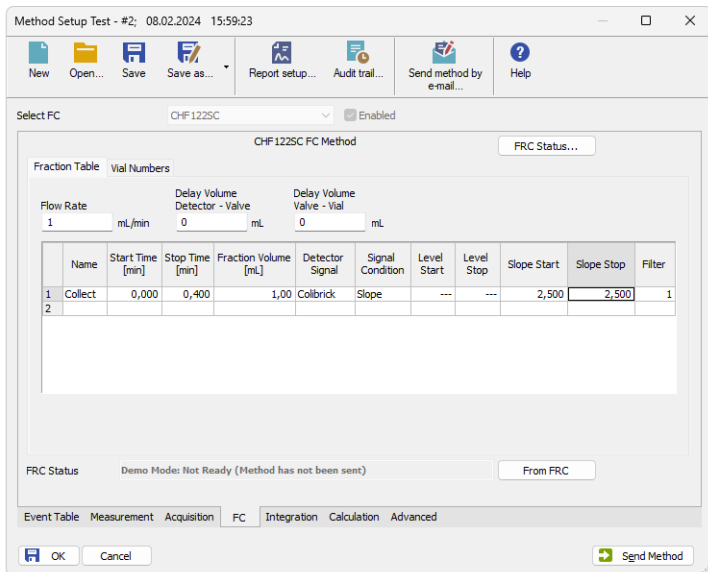 Method Setup Test - #2; 08.02.2024 15:59:23
New Open... Save Save as... Report setup... Audit trail... Send method by e-mail... Help
Select FC CHF122SC Enabled
CHF122SC FC Method FRC Status...
Fraction Table Vial Numbers
Flow Rate Delay Volume Detector - Valve Delay Volume Valve - Vial
1 mL/min 0 mL 0 mL
Name Start Time [min] Stop Time [min] Fraction Volume [mL] Detector Signal Signal Condition Level Start Level Stop Slope Start Slope Stop Filter
1 Collect 0,000 0,400 1,00 Colibrick Slope --- --- 2,500 2,500 1
2
FRC Status Demo Mode: Not Ready (Method has not been sent) From FRC
Event Table Measurement Acquisition FC Integration Calculation Advanced
OK Cancel Send Method